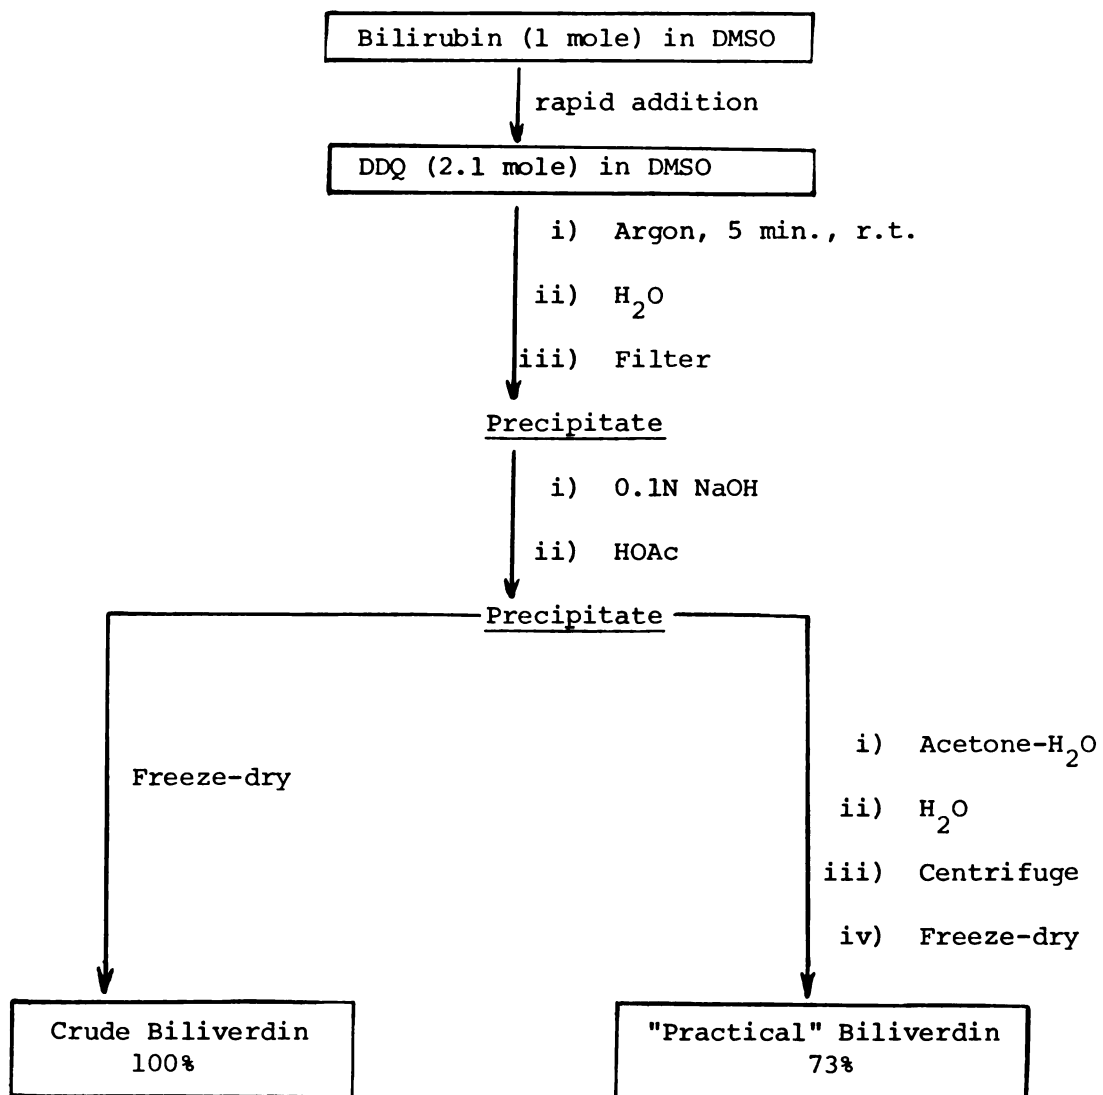 Bilirubin (1 mole) in DMSO
rapid addition
DDQ (2.1 mole) in DMSO
i) Argon, 5 min., r.t.
ii) H2O
iii) Filter
Precipitate
i) 0.1N NaOH
ii) HOAc
Precipitate
Freeze-dry
i) Acetone-H2O
ii) H2O
iii) Centrifuge
iv) Freeze-dry
Crude Biliverdin
100%
"Practical" Biliverdin
73%